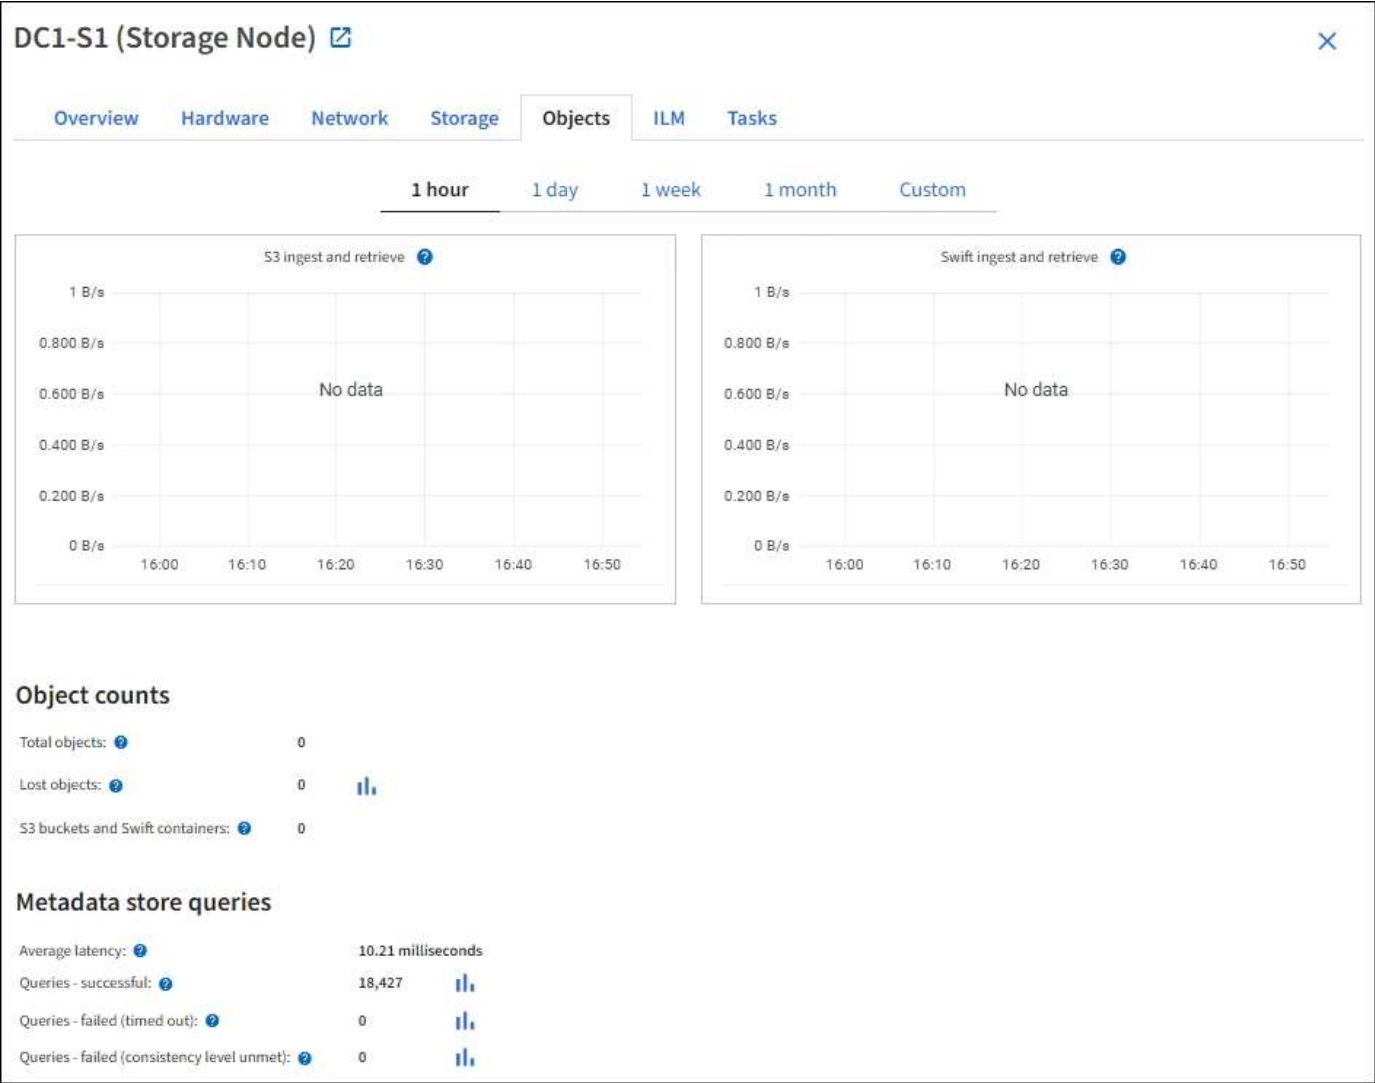 DC1-S1 (Storage Node)
Overview Hardware Network Storage Objects ILM Tasks
1 hour 1 day 1 week 1 month Custom
S3 ingest and retrieve
1 B/s
0.800 B/s
0.600 B/s
0.400 B/s
0.200 B/s
0 B/s
No data
16:00 16:10 16:20 16:30 16:40 16:50
Swift ingest and retrieve
1 B/s
0.800 B/s
0.600 B/s
0.400 B/s
0.200 B/s
0 B/s
No data
16:00 16:10 16:20 16:30 16:40 16:50
Object counts
Total objects: 0
Lost objects: 0
S3 buckets and Swift containers: 0
Metadata store queries
Average latency: 10.21 milliseconds
Queries - successful: 18,427
Queries - failed (timed out): 0
Queries - failed (consistency level unmet): 0